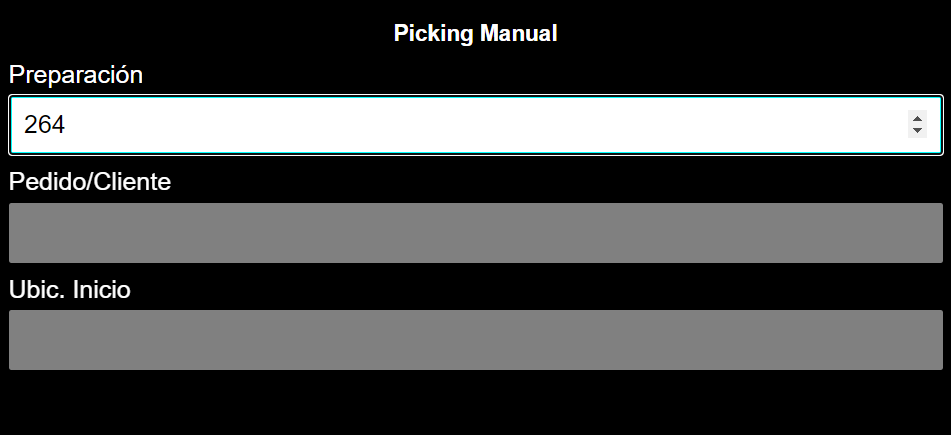 Picking Manual
Preparación
264
Pedido/Cliente
Ubic. Inicio